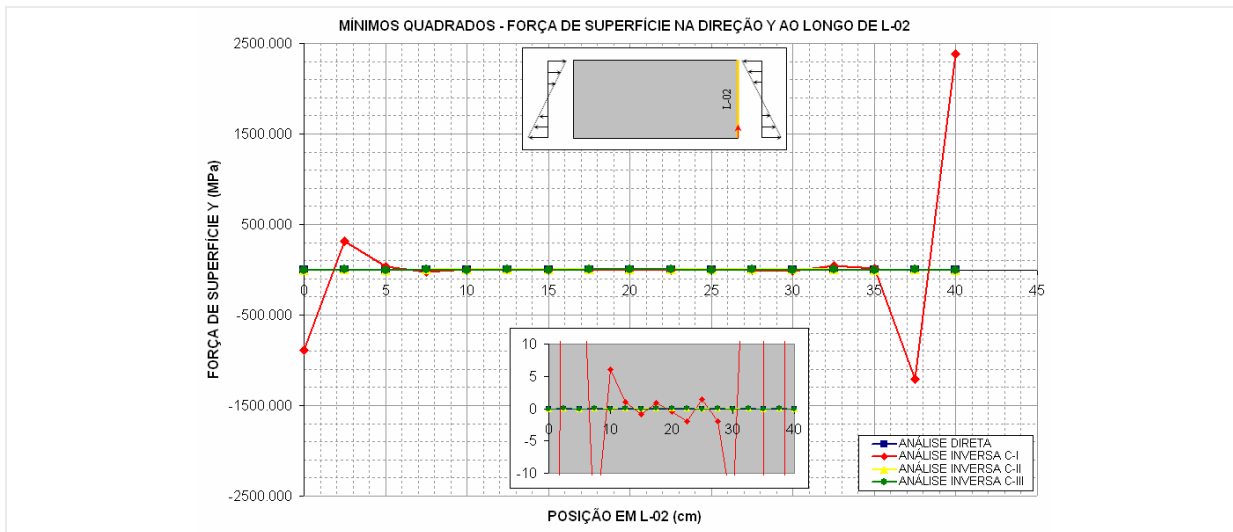 MÍNIMOS QUADRADOS - FORÇA DE SUPERFÍCIE NA DIREÇÃO Y AO LONGO DE L-02
FORÇA DE SUPERFÍCIE Y (MPa)
2500.000
1500.000
500.000
-500.000
-1500.000
-2500.000
L-02
0 5 10 15 20 25 30 35 40 45
10
5
0
-5
-10
0 10 20 30 40
ANÁLISE DIRETA
ANÁLISE INVERSA C-I
ANÁLISE INVERSA C-II
ANÁLISE INVERSA C-III
POSIÇÃO EM L-02 (cm)